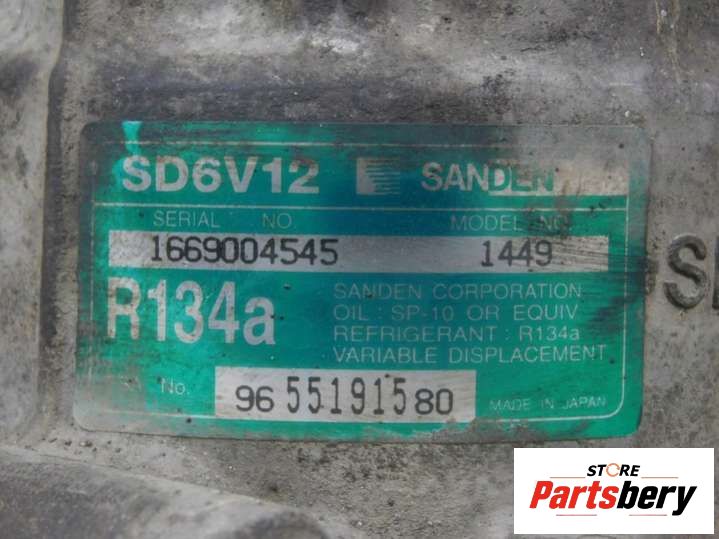 SD6V12 SANDEN
SERIAL NO. MODEL NO.
1669004545 1449
R134a
SANDEN CORPORATION
OIL: SP-10 OR EQUIV
REFRIGERANT: R134a
VARIABLE DISPLACEMENT
No. 96 551915 80 MADE IN JAPAN
STORE
Partsbery